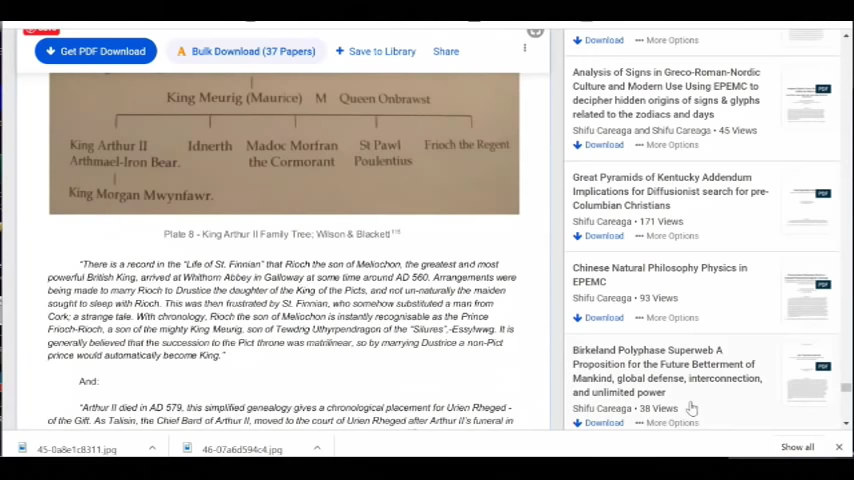 Get PDF Download
Bulk Download (37 Papers)
Save to Library
Share
King Meurig (Maurice) M Queen Onbrawst
King Arthur II
Arthmael-Iron Bear.
Idnerth
Madoc Morfran
the Cormorant
St Pawl
Poulentius
Frioch the Regent
King Morgan Mwynfawr.
Plate 8 - King Arthur II Family Tree; Wilson & Blackett
"There is a record in the "Life of St. Finnian" that Rioch the son of Meliochon, the greatest and most
powerful British King, arrived at Whithorn Abbey in Galloway at some time around AD 560. Arrangements were
being made to marry Rioch to Drustice the daughter of the King of the Picts, and not un-naturally the maiden
sought to sleep with Rioch. This was then frustrated by St. Finnian, who somehow substituted a man from
Cork; a strange tale. With chronology, Rioch the son of Meliochon is instantly recognisable as the Prince
Frioch-Rioch, a son of the mighty King Meurig, son of Tewdrig Uthyrpendragon of the "Silures"-Essylwwg. It is
generally believed that the succession to the Pict throne was matrilinear, so by marrying Dustrice a non-Pict
prince would automatically become King."
And:
"Arthur II died in AD 579, this simplified genealogy gives a chronological placement for Urien Rheged -
of the Gift. As Talisin, the Chief Bard of Arthur II, moved to the court of Urien Rheged after Arthur II's funeral in
Download ••• More Options
Analysis of Signs in Greco-Roman-Nordic
Culture and Modern Use Using EPEMC to
decipher hidden origins of signs & glyphs
related to the zodiacs and days
Shifu Careaga and Shifu Careaga • 45 Views
PDF
Download ••• More Options
Great Pyramids of Kentucky Addendum
Implications for Diffusionist search for pre-
Columbian Christians
Shifu Careaga • 171 Views
PDF
Download ••• More Options
Chinese Natural Philosophy Physics in
EPEMC
Shifu Careaga • 93 Views
PDF
Download ••• More Options
Birkeland Polyphase Superweb A
Proposition for the Future Betterment of
Mankind, global defense, interconnection,
and unlimited power
Shifu Careaga • 38 Views
PDF
Download ••• More Options
45-0a8e1c8311.jpg
46-07a6d594c4.jpg
Show all